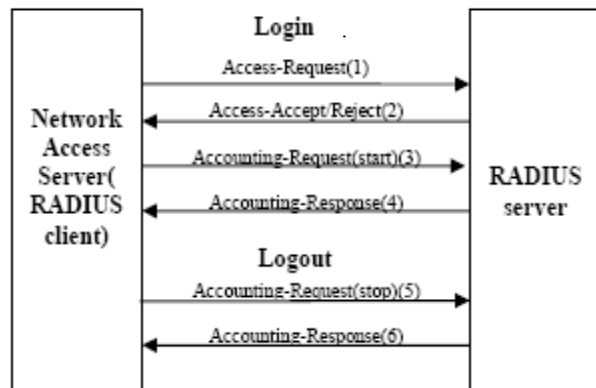 Login
Access-Request(1)
Access-Accept/Reject(2)
Accounting-Request(start)(3)
Accounting-Response(4)
Logout
Accounting-Request(stop)(5)
Accounting-Response(6)
Network
Access
Server(
RADIUS
client)
RADIUS
server